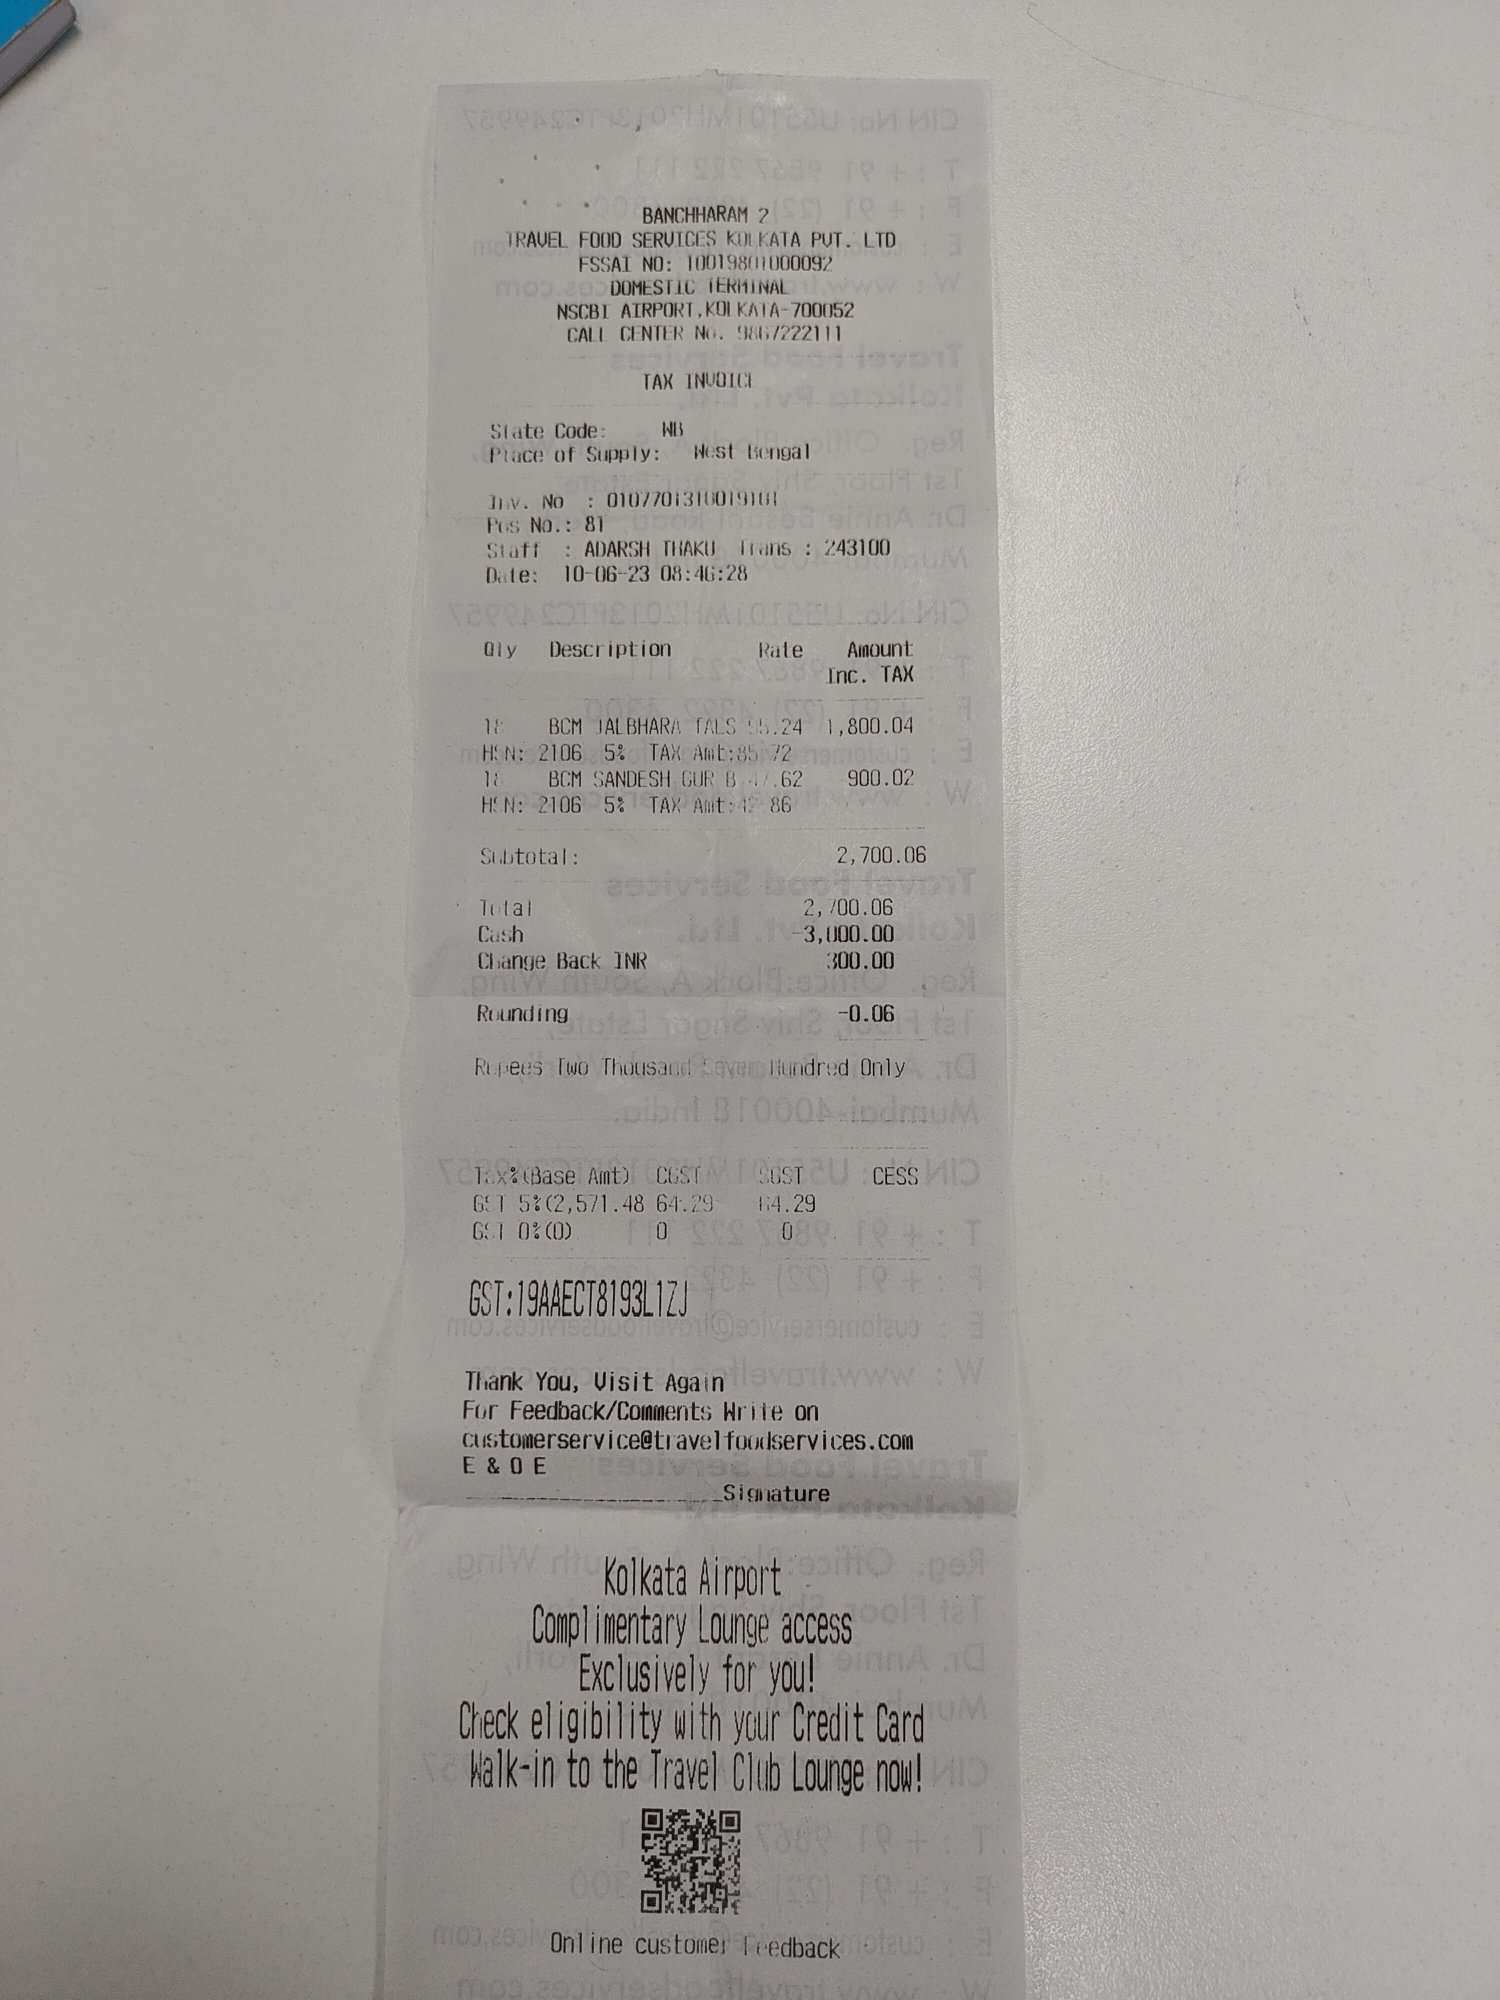 BANCHHARAM 2
TRAVEL FOOD SERVICES KOLKATA PVT. LTD
FSSAI NO: 10019801000092
DOMESTIC TERMINAL
NSCBI AIRPORT,KOLKATA-700052
CALL CENTER No. 9867222111
TAX INVOICE
State Code: WB
Place of Supply: West Bengal
Inv. No :
Pos No.: 81
Staff : ADARSH THAKU Trans : 243100
Date: 10-06-23 08:46:28
Qty Description Rate Amount
Inc. TAX
18 BCM JALBHARA TALS 95.24 1,800.04
HSN: 2106 5% TAX Amt:85.72
18 BCM SANDESH GUR B 47.62 900.02
HSN: 2106 5% TAX Amt:42.86
Subtotal: 2,700.06
Total 2,700.06
Cash -3,000.00
Change Back INR 300.00
Rounding -0.06
Rupees Two Thousand Seven Hundred Only
Tax%(Base Amt) CGST SGST CESS
GST 5%(2,571.48 64.29 64.29
GST 0%(0) 0 0
GST:19AAECT8193L1ZJ
Thank You, Visit Again
For Feedback/Comments Write on
customerservice@travelfoodservices.com
E & O E
Signature
Kolkata Airport
Complimentary Lounge access
Exclusively for you!
Check eligibility with your Credit Card
Walk-in to the Travel Club Lounge now!
Online customer Feedback